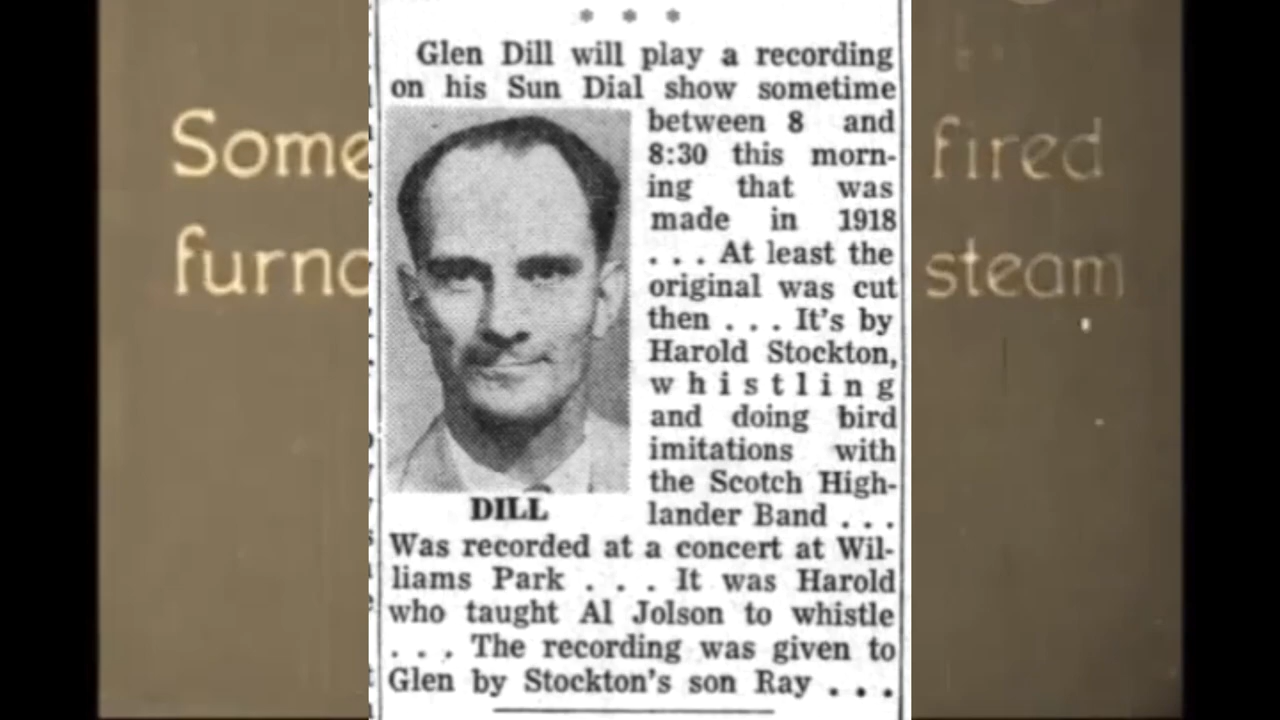 * * *
Glen Dill will play a recording
on his Sun Dial show sometime
between 8 and
8:30 this morn-
ing that was
made in 1918
. . . At least the
original was cut
then . . . It's by
Harold Stockton,
whistling
and doing bird
imitations with
the Scotch High-
lander Band . . .
DILL
Was recorded at a concert at Wil-
liams Park . . . It was Harold
who taught Al Jolson to whistle
. . . The recording was given to
Glen by Stockton's son Ray . . .
Some
fired
steam